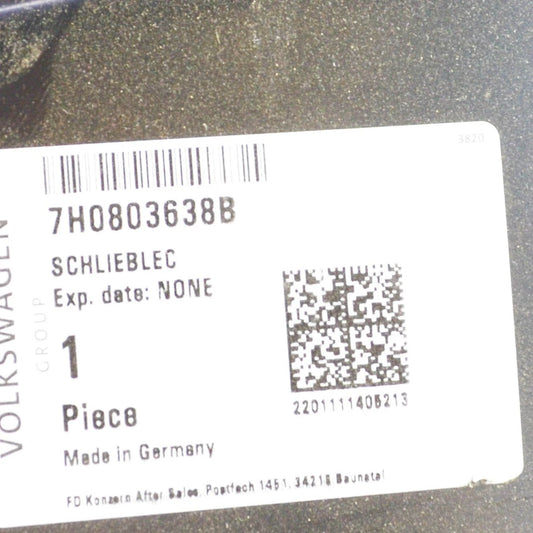 3820
7H0803638B
SCHLIEBLEC
Exp. date: NONE
1
Piece
Made in Germany
2201111406213
FD Konzern After Sales, Postfach 1451, 34216 Baunatal
VOLKSWAGEN
GROUP